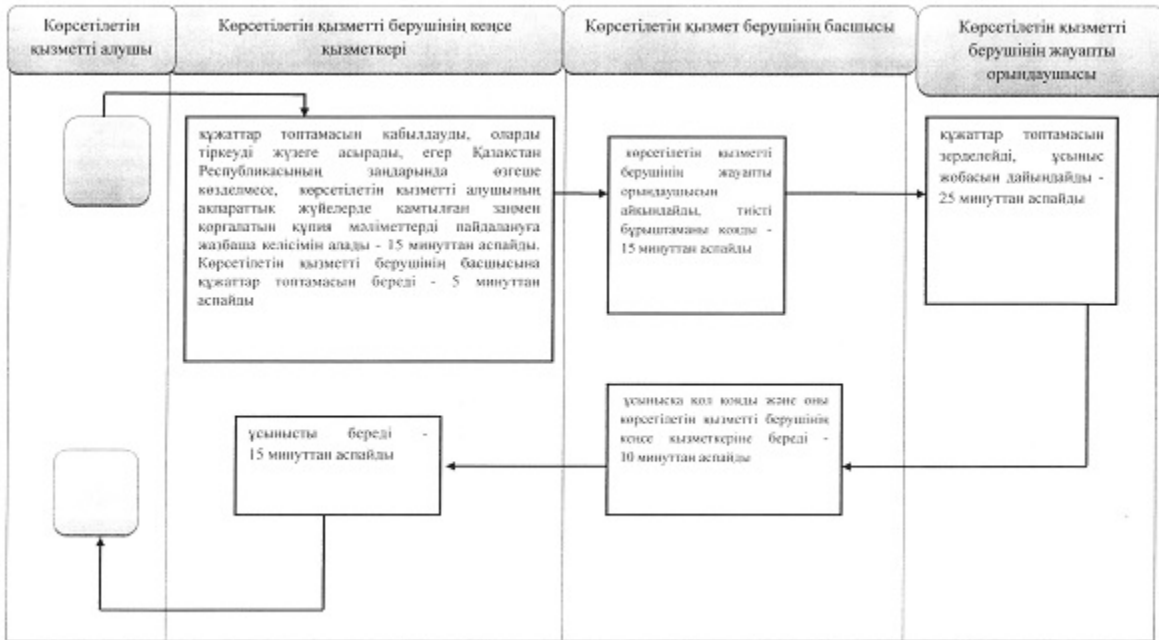 Көрсетілетін
қызметті алушы
Көрсетілетін қызметті берушінің кеңсе
қызметкері
Көрсетілетін қызмет берушінің басшысы
Көрсетілетін қызметті
берушінің жауапты
орындаушысы
құжаттар топтамасын қабылдауды, оларды
тіркеуді жүзеге асырады, егер Қазақстан
Республикасының заңдарында өзгеше
көзделмесе, көрсетілетін қызметті алушының
ақпараттық жүйелерде қамтылған заңмен
қорғалатын құпия мәліметтерді пайдалануға
жазбаша келісімін алады - 15 минуттан аспайды.
Көрсетілетін қызметті берушінің басшысына
құжаттар топтамасын береді - 5 минуттан
аспайды
көрсетілетін қызметті
берушінің жауапты
орындаушысын
айқындайды, тиісті
бұрыштаманы қояды -
15 минуттан аспайды
құжаттар топтамасын
зерделейді, ұсыныс
жобасын дайындайды -
25 минуттан аспайды
ұсынысқа қол қояды және оны
көрсетілетін қызметті берушінің
кеңсе қызметкеріне береді -
10 минуттан аспайды
ұсынысты береді -
15 минуттан аспайды